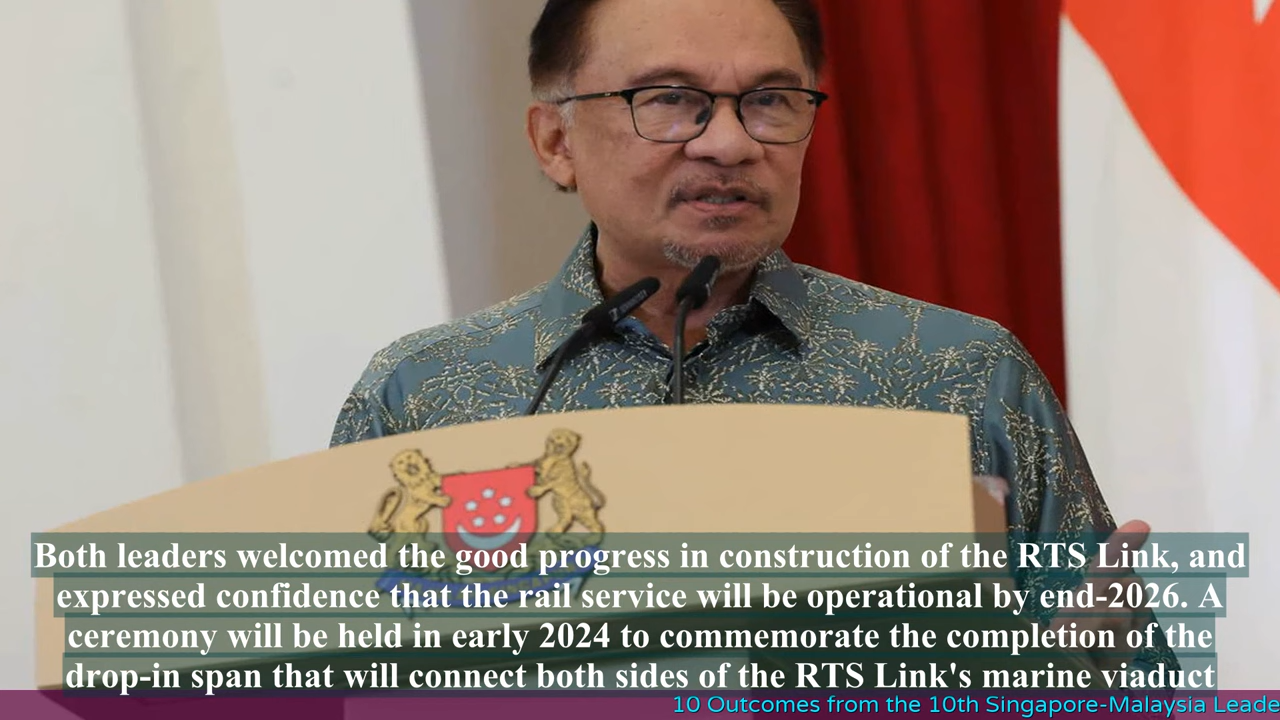 Both leaders welcomed the good progress in construction of the RTS Link, and
expressed confidence that the rail service will be operational by end-2026. A
ceremony will be held in early 2024 to commemorate the completion of the
drop-in span that will connect both sides of the RTS Link's marine viaduct
10 Outcomes from the 10th Singapore-Malaysia Leade